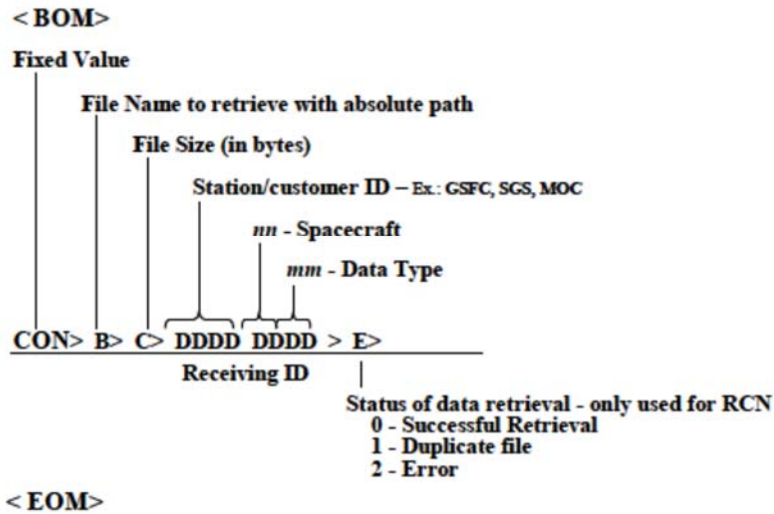 <BOM>
Fixed Value
File Name to retrieve with absolute path
File Size (in bytes)
Station/customer ID – Ex.: GSFC, SGS, MOC
nn - Spacecraft
mm - Data Type
CON> B> C> DDDD DDDD > E>
Receiving ID
Status of data retrieval - only used for RCN
0 - Successful Retrieval
1 - Duplicate file
2 - Error
<EOM>